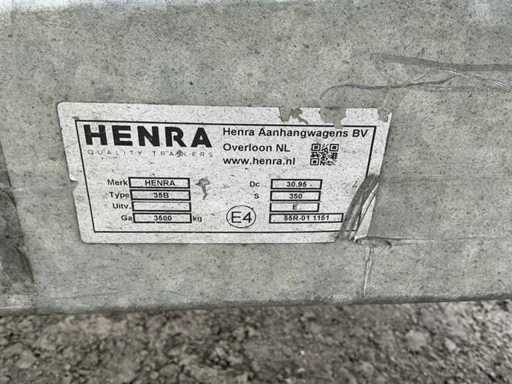 HENRA
QUALITY TRAILERS
Henra Aanhangwagens BV
Overloon NL
www.henra.nl
Merk HENRA Dc 30.95
Type 35B S 350
Uitv. E
Ga 3500 kg E4 55R-01 1151